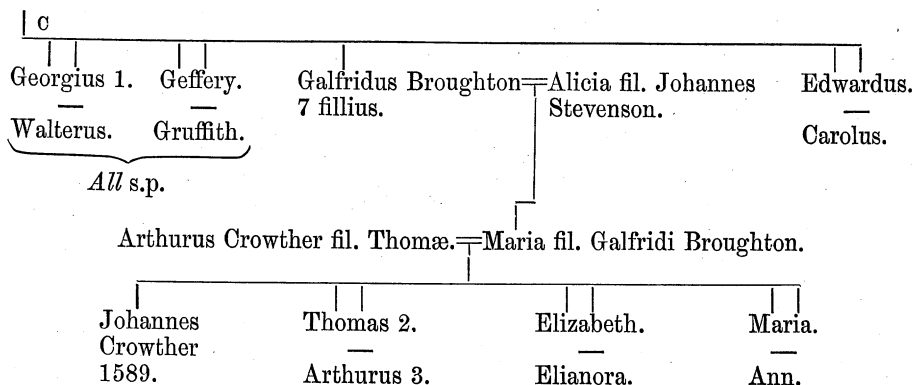 C
Georgius 1. Geffery. Galfridus Broughton=Alicia fil. Johannes Edwardus.
7 fillius. Stevenson.
Walterus. Gruffith. Carolus.
All s.p.
Arthurus Crowther fil. Thomæ.=Maria fil. Galfridi Broughton.
Johannes Thomas 2. Elizabeth. Maria.
Crowther
1589. Arthurus 3. Elianora. Ann.